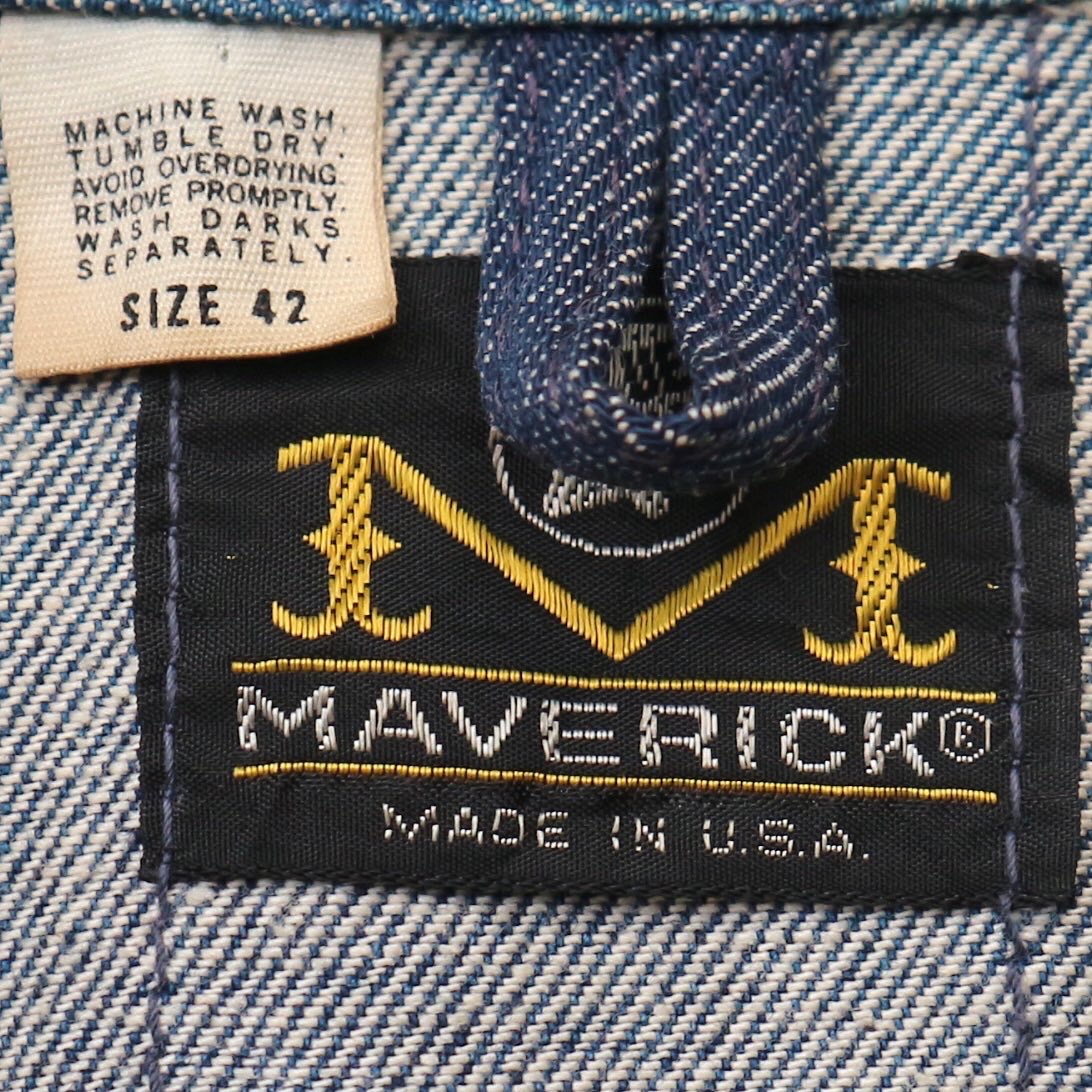 MACHINE WASH.
TUMBLE DRY.
AVOID OVERDRYING.
REMOVE PROMPTLY.
WASH DARKS
SEPARATELY.
SIZE 42
M
MAVERICK®
MADE IN U.S.A.